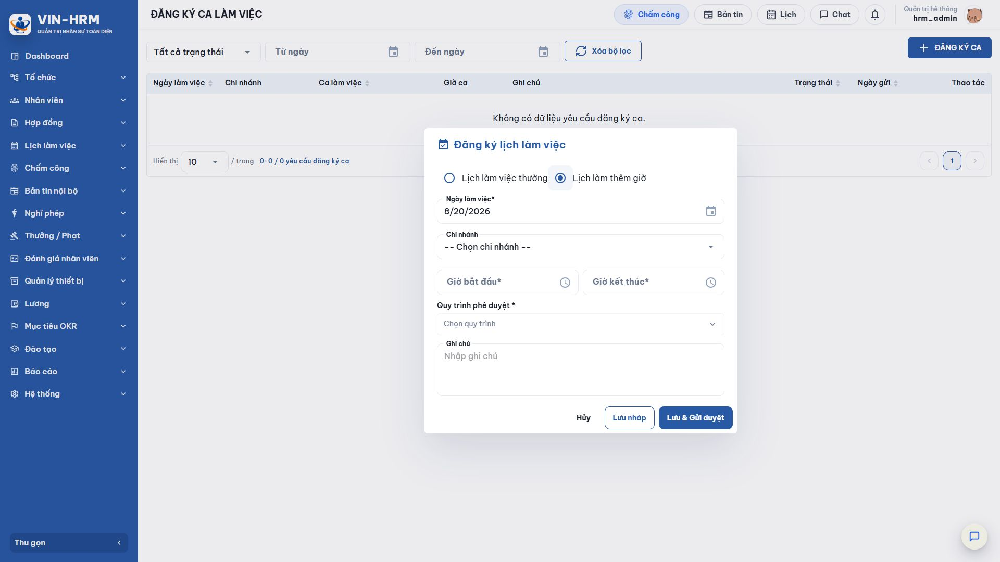 VIN-HRM
QUẢN TRỊ NHÂN SỰ TOÀN DIỆN
Dashboard
Tổ chức
Nhân viên
Hợp đồng
Lịch làm việc
Chấm công
Bản tin nội bộ
Nghỉ phép
Thưởng / Phạt
Đánh giá nhân viên
Quản lý thiết bị
Lương
Mục tiêu OKR
Đào tạo
Báo cáo
Hệ thống
Thu gọn
ĐĂNG KÝ CA LÀM VIỆC
Chấm công
Bản tin
Lịch
Chat
Quản trị hệ thống
hrm_admin
Tất cả trạng thái
Từ ngày
Đến ngày
Xóa bộ lọc
ĐĂNG KÝ CA
Ngày làm việc
Chi nhánh
Ca làm việc
Giờ ca
Ghi chú
Trạng thái
Ngày gửi
Thao tác
Không có dữ liệu yêu cầu đăng ký ca.
Hiển thị
10
/ trang
0-0 / 0 yêu cầu đăng ký ca
1
Đăng ký lịch làm việc
Lịch làm việc thường
Lịch làm thêm giờ
Ngày làm việc*
8/20/2026
Chi nhánh
-- Chọn chi nhánh --
Giờ bắt đầu*
Giờ kết thúc*
Quy trình phê duyệt *
Chọn quy trình
Ghi chú
Nhập ghi chú
Hủy
Lưu nháp
Lưu & Gửi duyệt